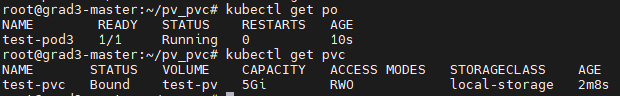 root@grad3-master:~/pv_pvc# kubectl get po
NAME READY STATUS RESTARTS AGE
test-pod3 1/1 Running 0 10s
root@grad3-master:~/pv_pvc# kubectl get pvc
NAME STATUS VOLUME CAPACITY ACCESS MODES STORAGECLASS AGE
test-pvc Bound test-pv 5Gi RWO local-storage 2m8s